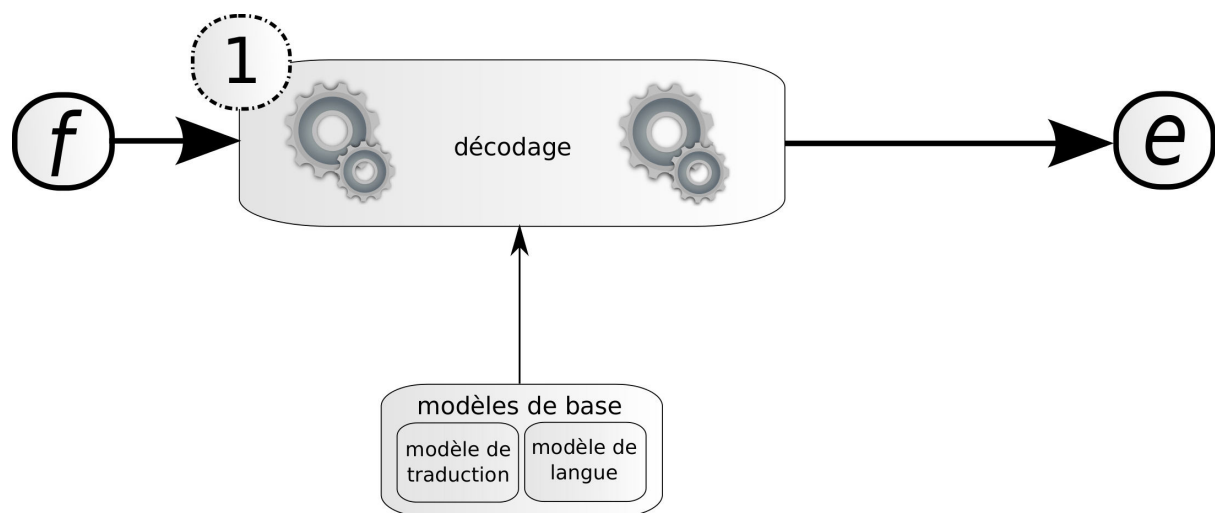 1
f
décodage
e
modèles de base
modèle de
traduction
modèle de
langue